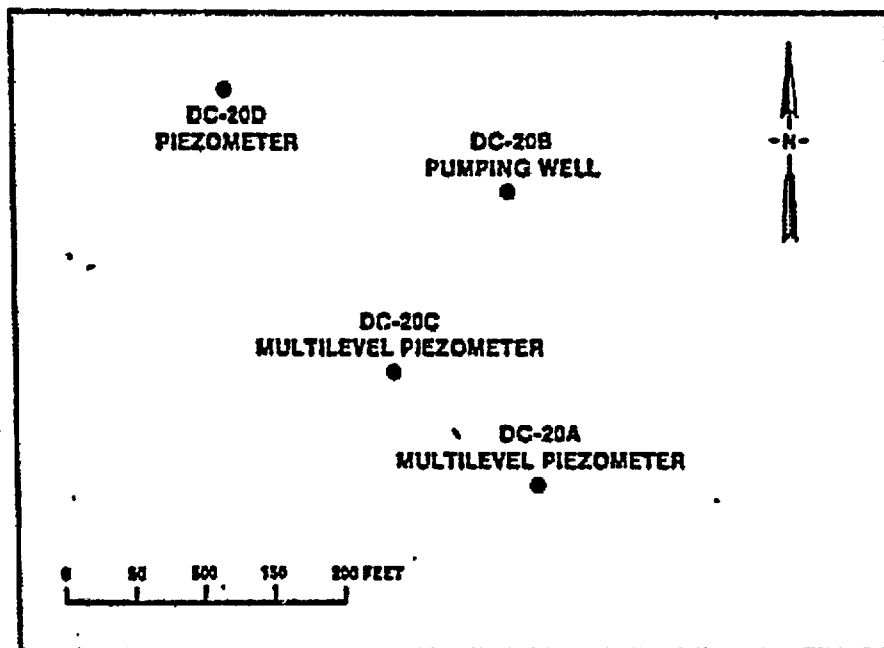 DC-20D
PIEZOMETER
DC-20B
PUMPING WELL
-N-
DC-20C
MULTILEVEL PIEZOMETER
DC-20A
MULTILEVEL PIEZOMETER
0 50 100 150 200 FEET